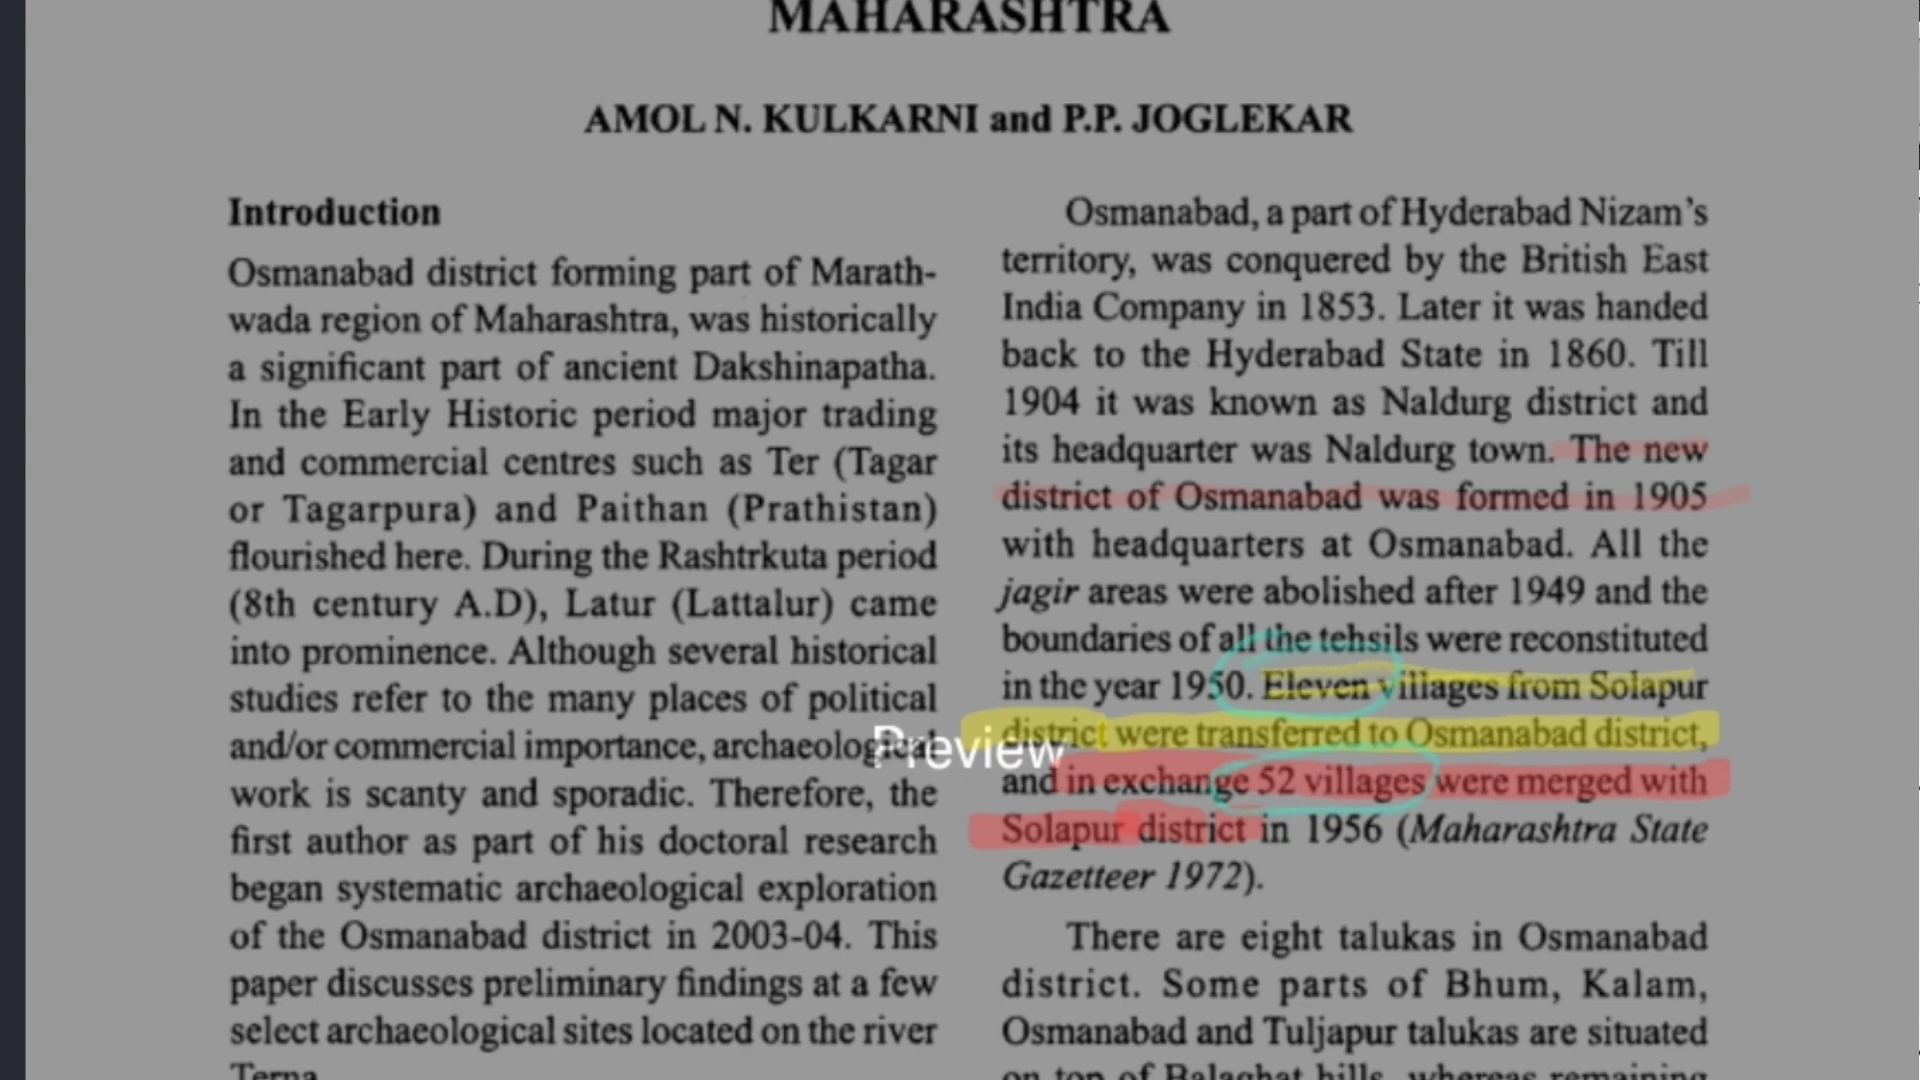 MAHARASHTRA
AMOL N. KULKARNI and P.P. JOGLEKAR
Introduction
Osmanabad district forming part of Marath-
wada region of Maharashtra, was historically
a significant part of ancient Dakshinapatha.
In the Early Historic period major trading
and commercial centres such as Ter (Tagar
or Tagarpura) and Paithan (Prathistan)
flourished here. During the Rashtrkuta period
(8th century A.D), Latur (Lattalur) came
into prominence. Although several historical
studies refer to the many places of political
and/or commercial importance, archaeological
work is scanty and sporadic. Therefore, the
first author as part of his doctoral research
began systematic archaeological exploration
of the Osmanabad district in 2003-04. This
paper discusses preliminary findings at a few
select archaeological sites located on the river
Terna
Osmanabad, a part of Hyderabad Nizam's
territory, was conquered by the British East
India Company in 1853. Later it was handed
back to the Hyderabad State in 1860. Till
1904 it was known as Naldurg district and
its headquarter was Naldurg town. The new
district of Osmanabad was formed in 1905
with headquarters at Osmanabad. All the
jagir areas were abolished after 1949 and the
boundaries of all the tehsils were reconstituted
in the year 1950. Eleven villages from Solapur
district were transferred to Osmanabad district,
and in exchange 52 villages were merged with
Solapur district in 1956 (Maharashtra State
Gazetteer 1972).
There are eight talukas in Osmanabad
district. Some parts of Bhum, Kalam,
Osmanabad and Tuljapur talukas are situated
on top of Balaghat hills, whereas remaining
Preview